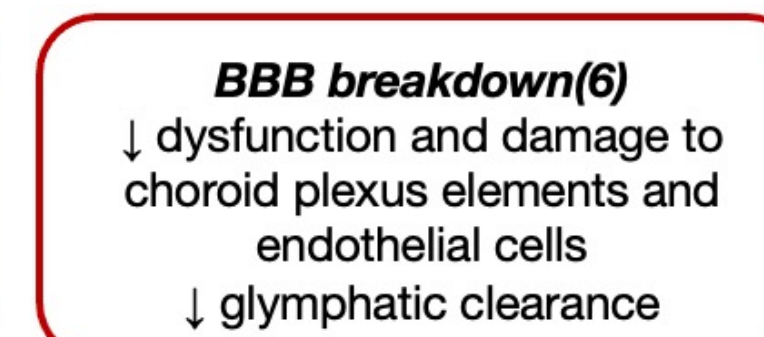 BBB breakdown(6)
↓ dysfunction and damage to
choroid plexus elements and
endothelial cells
↓ glymphatic clearance